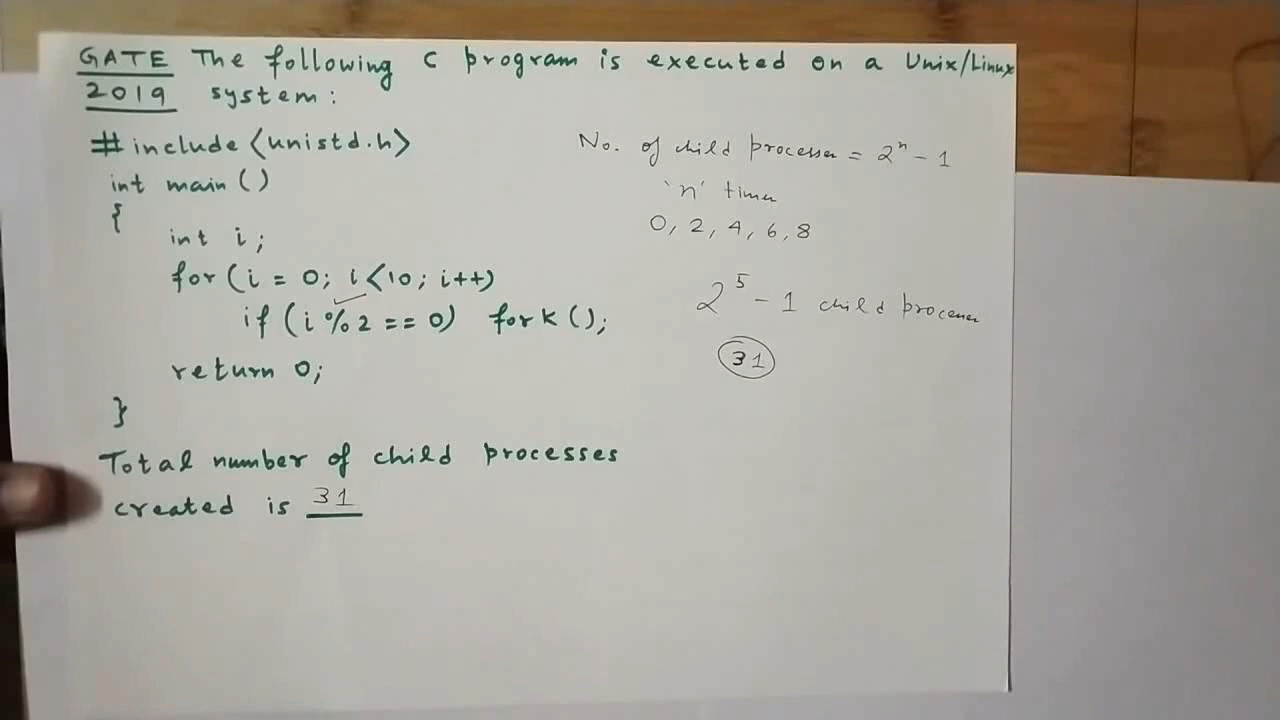 GATE The following C program is executed on a Unix/Linux
2019 system:
#include <unistd.h>
int main()
{
int i;
for(i = 0; i<10; i++)
if (i%2 == 0) fork();
return 0;
}
Total number of child processes
created is 31
No. of child processes = 2ⁿ - 1
'n' times
0, 2, 4, 6, 8
2⁵ - 1 child processes
31